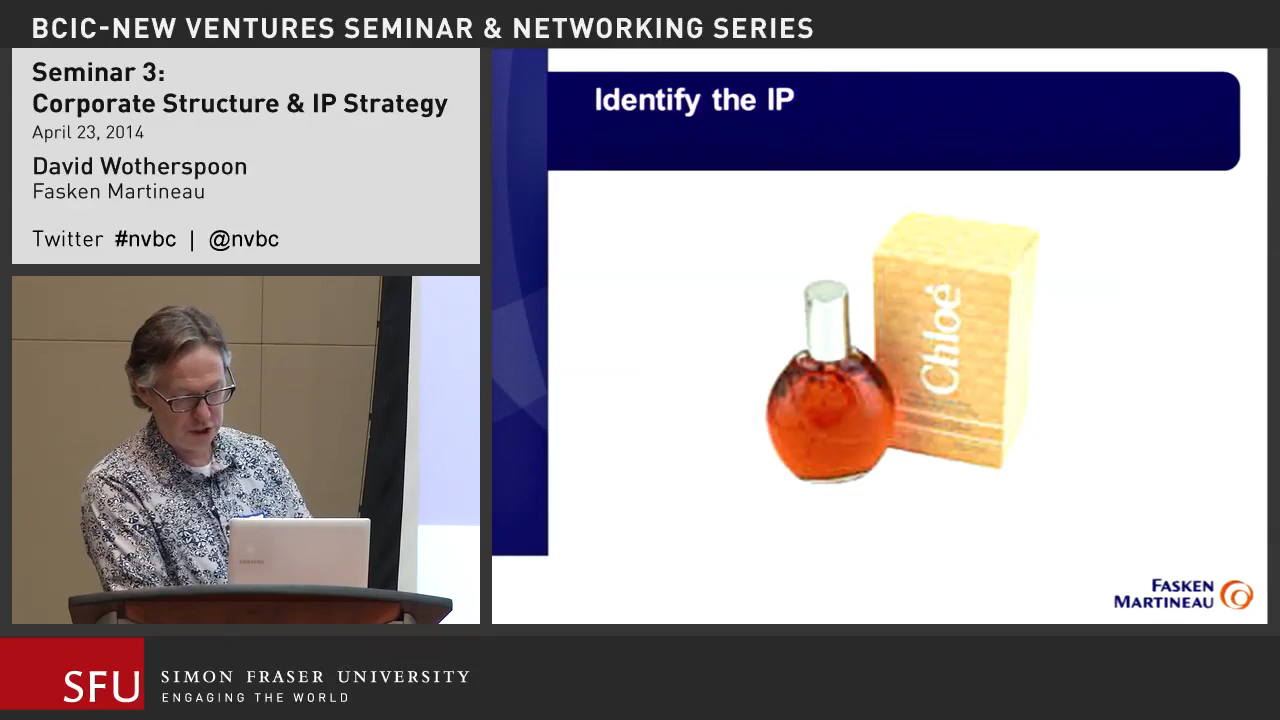 BCIC-NEW VENTURES SEMINAR & NETWORKING SERIES
Seminar 3:
Corporate Structure & IP Strategy
April 23, 2014
David Wotherspoon
Fasken Martineau
Twitter #nvbc | @nvbc
Identify the IP
Chloé
SAMSUNG
FASKEN
MARTINEAU
SFU
SIMON FRASER UNIVERSITY
ENGAGING THE WORLD